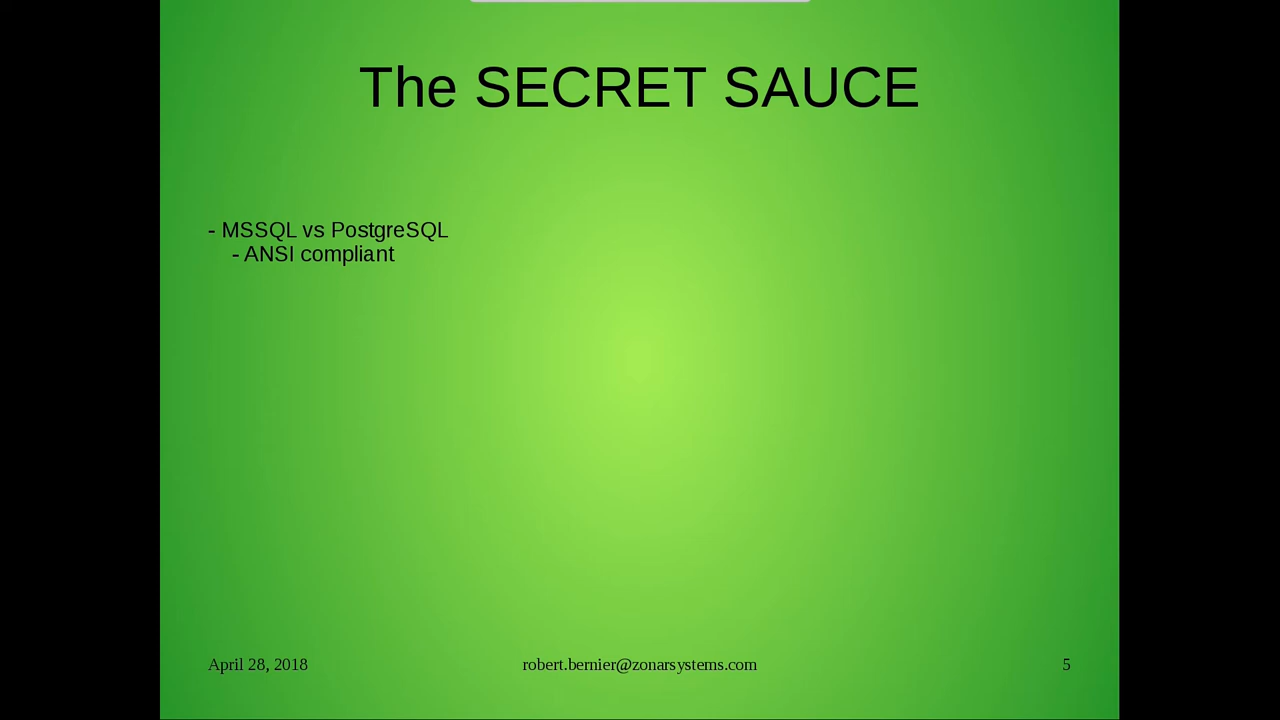 The SECRET SAUCE
- MSSQL vs PostgreSQL
- ANSI compliant
April 28, 2018
robert.bernier@zonarsystems.com
5